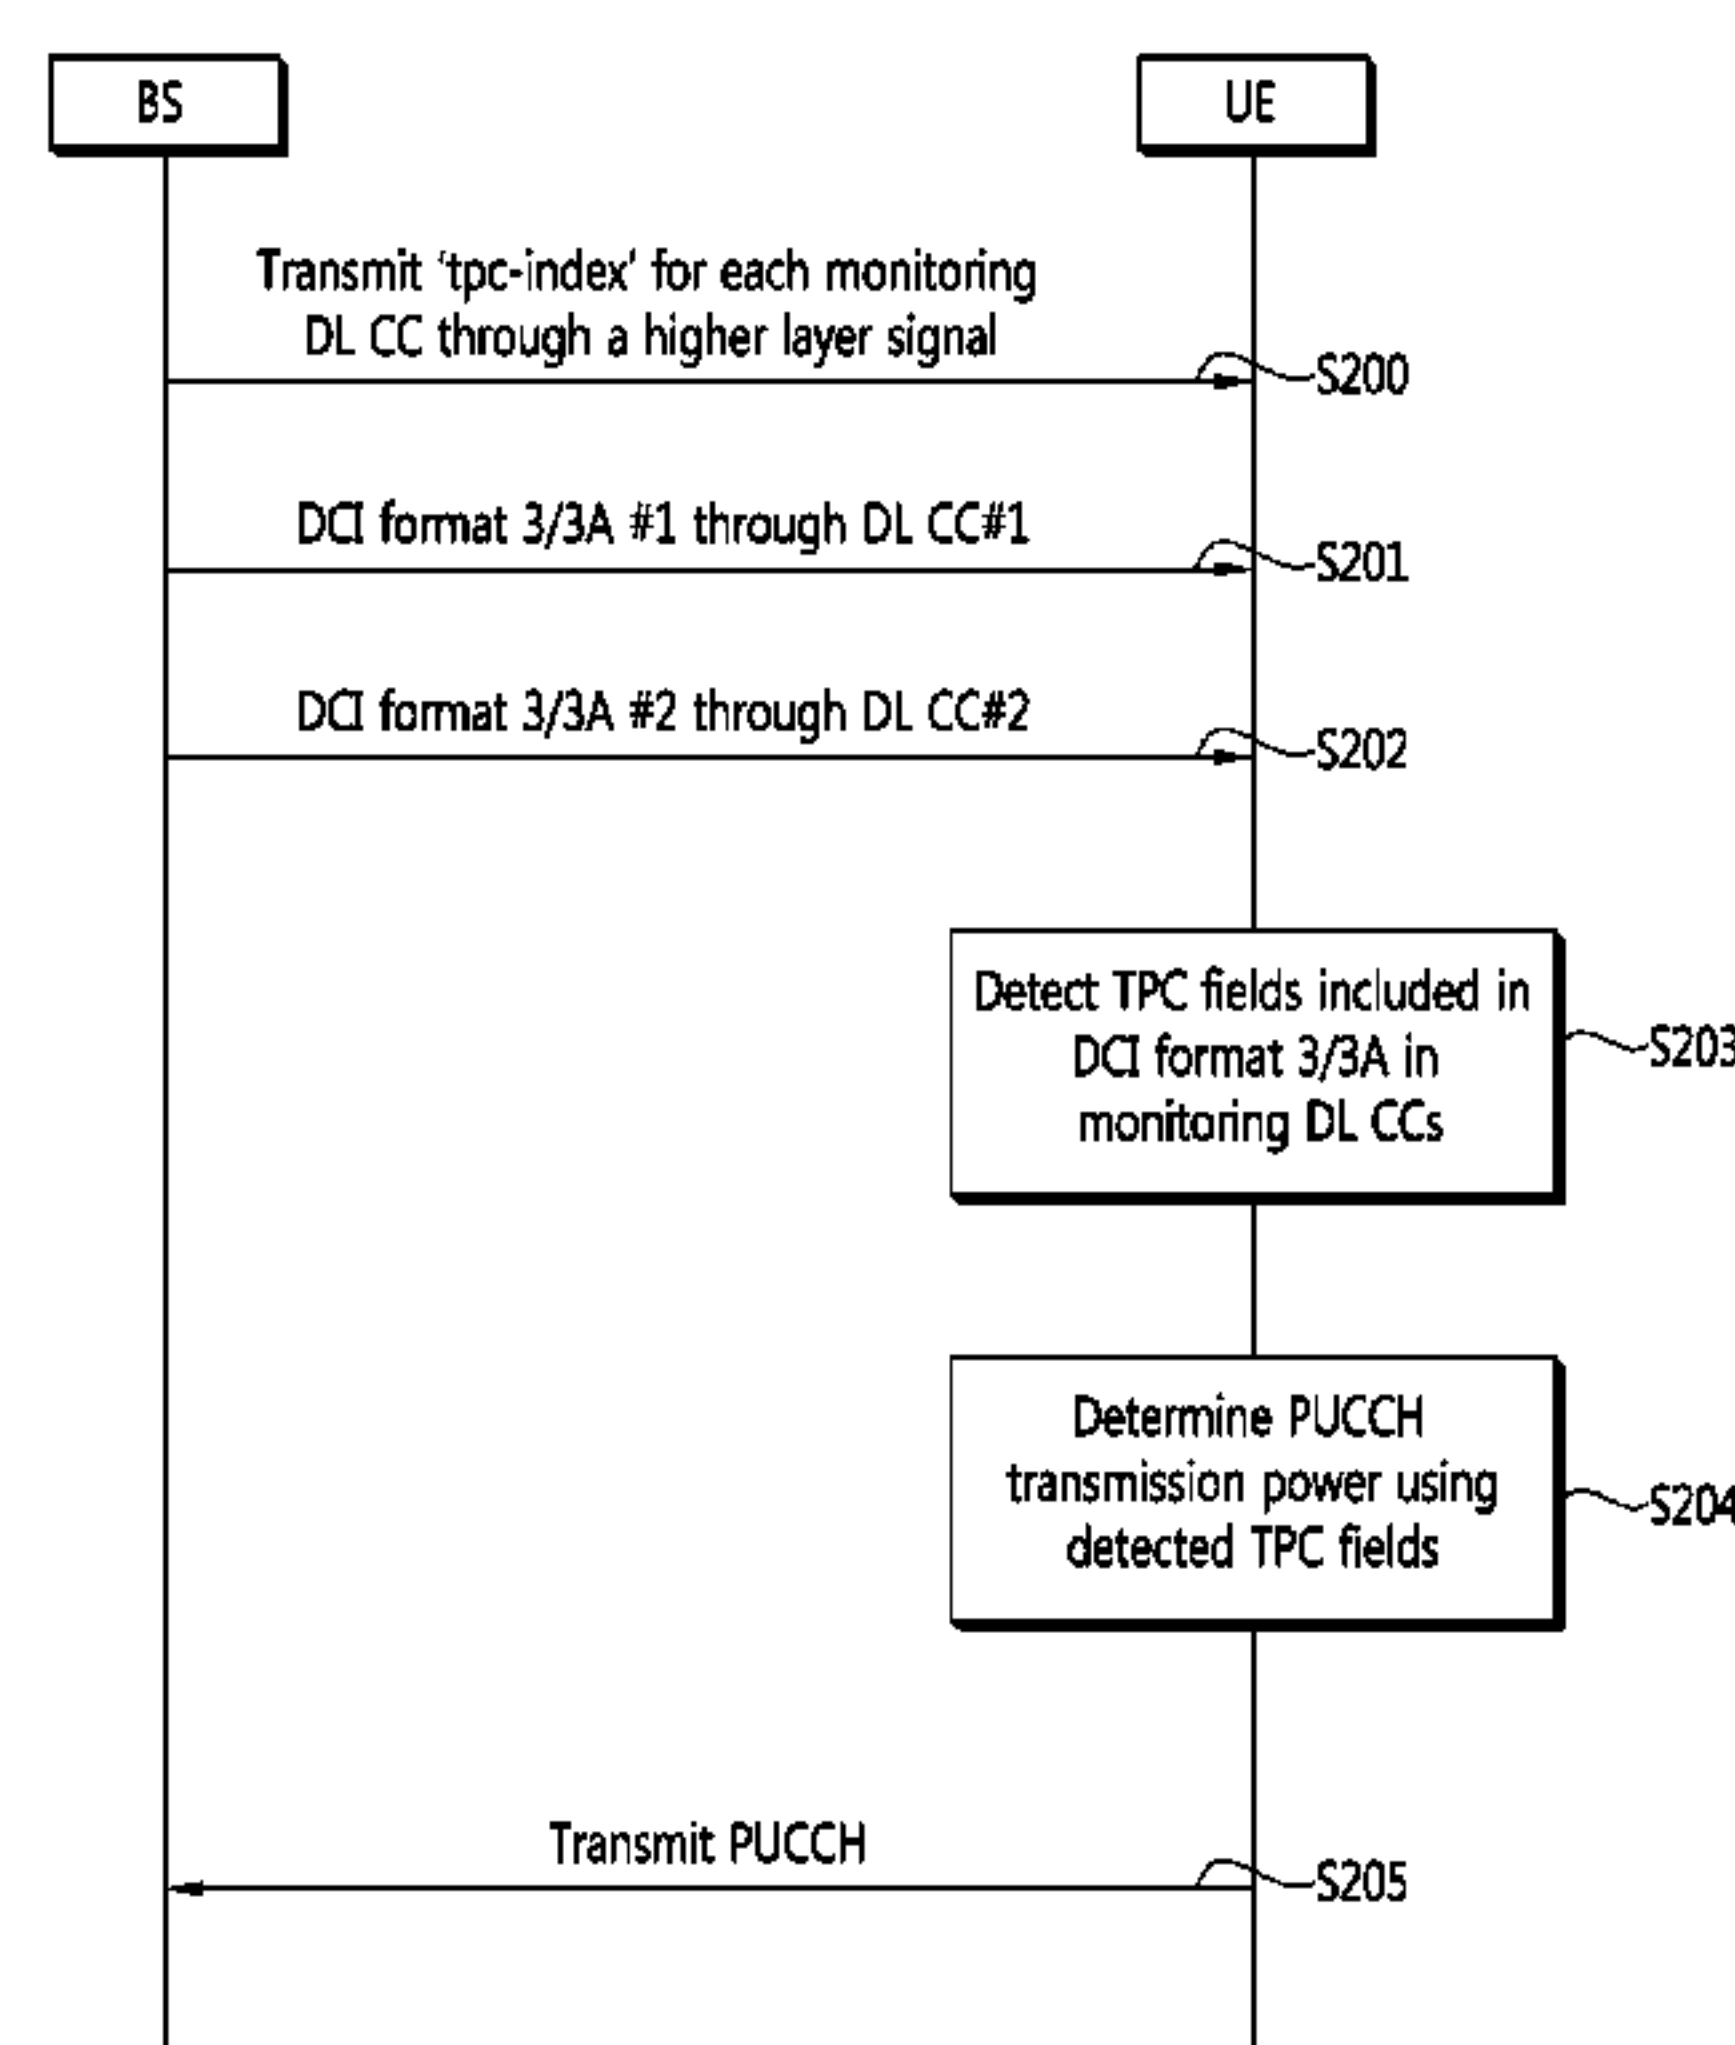 BS
UE
Transmit 'tpc-index' for each monitoring
DL CC through a higher layer signal
S200
DCI format 3/3A #1 through DL CC#1
S201
DCI format 3/3A #2 through DL CC#2
S202
Detect TPC fields included in
DCI format 3/3A in
monitoring DL CCs
S203
Determine PUCCH
transmission power using
detected TPC fields
S204
Transmit PUCCH
S205